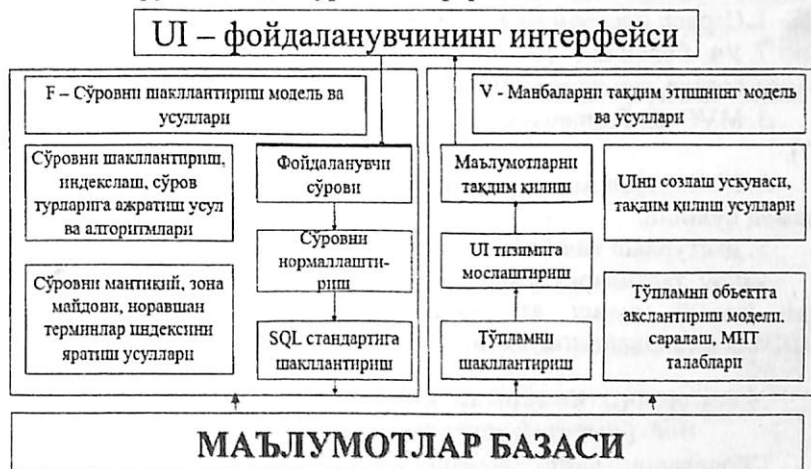 UI – фойдаланувчининг интерфейси
F – Сўровни шакллантириш модель ва
усуллари
V - Манбаларни тақдим этишнинг модель
ва усуллари
Сўровни шакллантириш,
индекслаш, сўров
турларига ажратиш усул
ва алгоритмлари
Фойдаланувчи
сўрови
Маълумотларни
тақдим қилиш
UIни созлаш ускунаси,
тақдим қилиш усуллари
Сўровни
нормаллашти-
риш
UI тизимига
мослаштириш
Сўровни мантиқий, зона
майдони, норавшан
терминлар индексини
яратиш усуллари
SQL стандартига
шакллантириш
Тўпламни
шакллантириш
Тўпламни объектга
акслантириш модели,
саралаш, МПТ
талаблари
МАЪЛУМОТЛАР БАЗАСИ